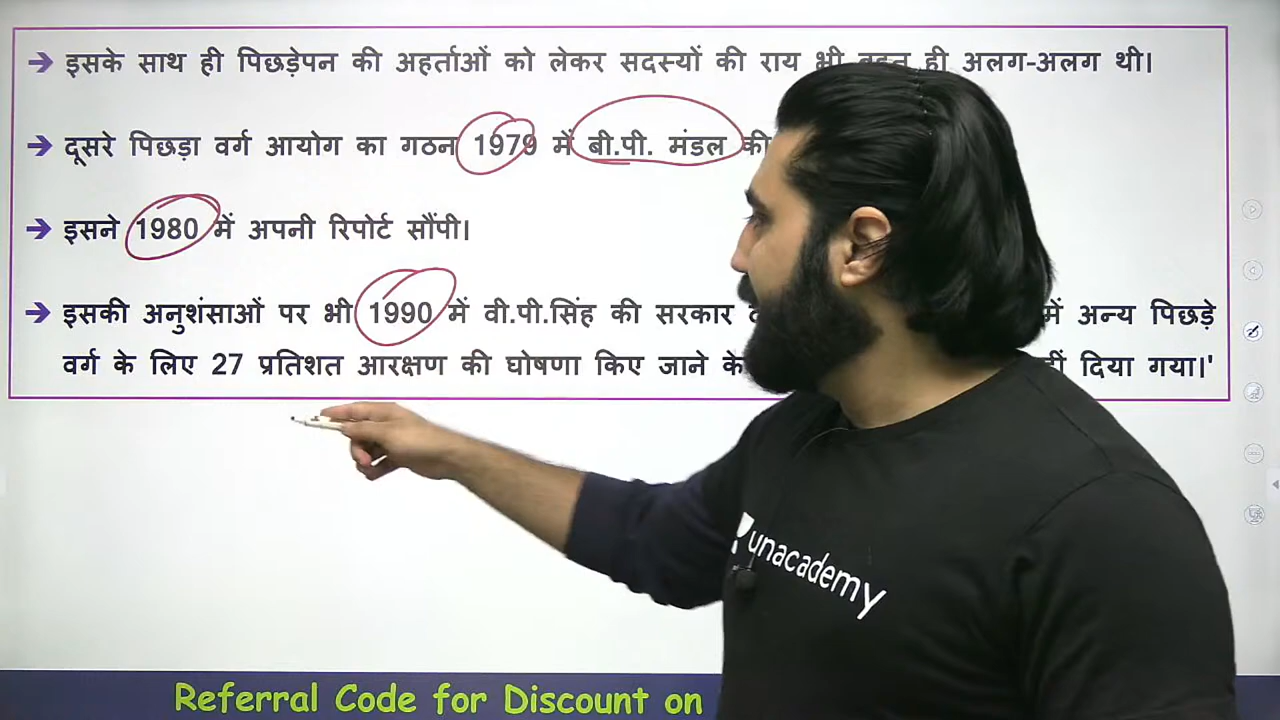 → इसके साथ ही पिछड़ेपन की अहर्ताओं को लेकर सदस्यों की राय भी बहुत ही अलग-अलग थी।
→ दूसरे पिछड़ा वर्ग आयोग का गठन 1979 में बी.पी. मंडल की
→ इसने 1980 में अपनी रिपोर्ट सौंपी।
→ इसकी अनुशंसाओं पर भी 1990 में वी.पी.सिंह की सरकार में अन्य पिछड़े
वर्ग के लिए 27 प्रतिशत आरक्षण की घोषणा किए जाने के दिया गया।'
unacademy
Referral Code for Discount on